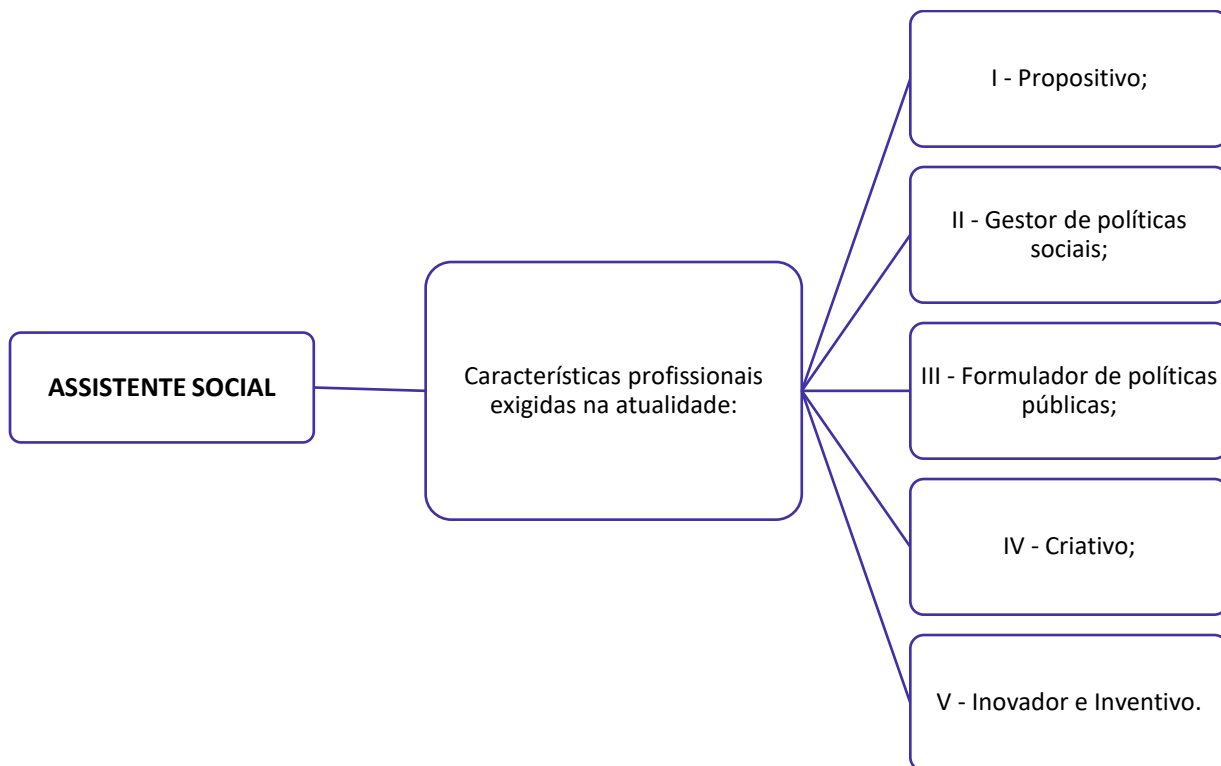 ASSISTENTE SOCIAL
Características profissionais
exigidas na atualidade:
I - Propositivo;
II - Gestor de políticas
sociais;
III - Formulador de políticas
públicas;
IV - Criativo;
V - Inovador e Inventivo.